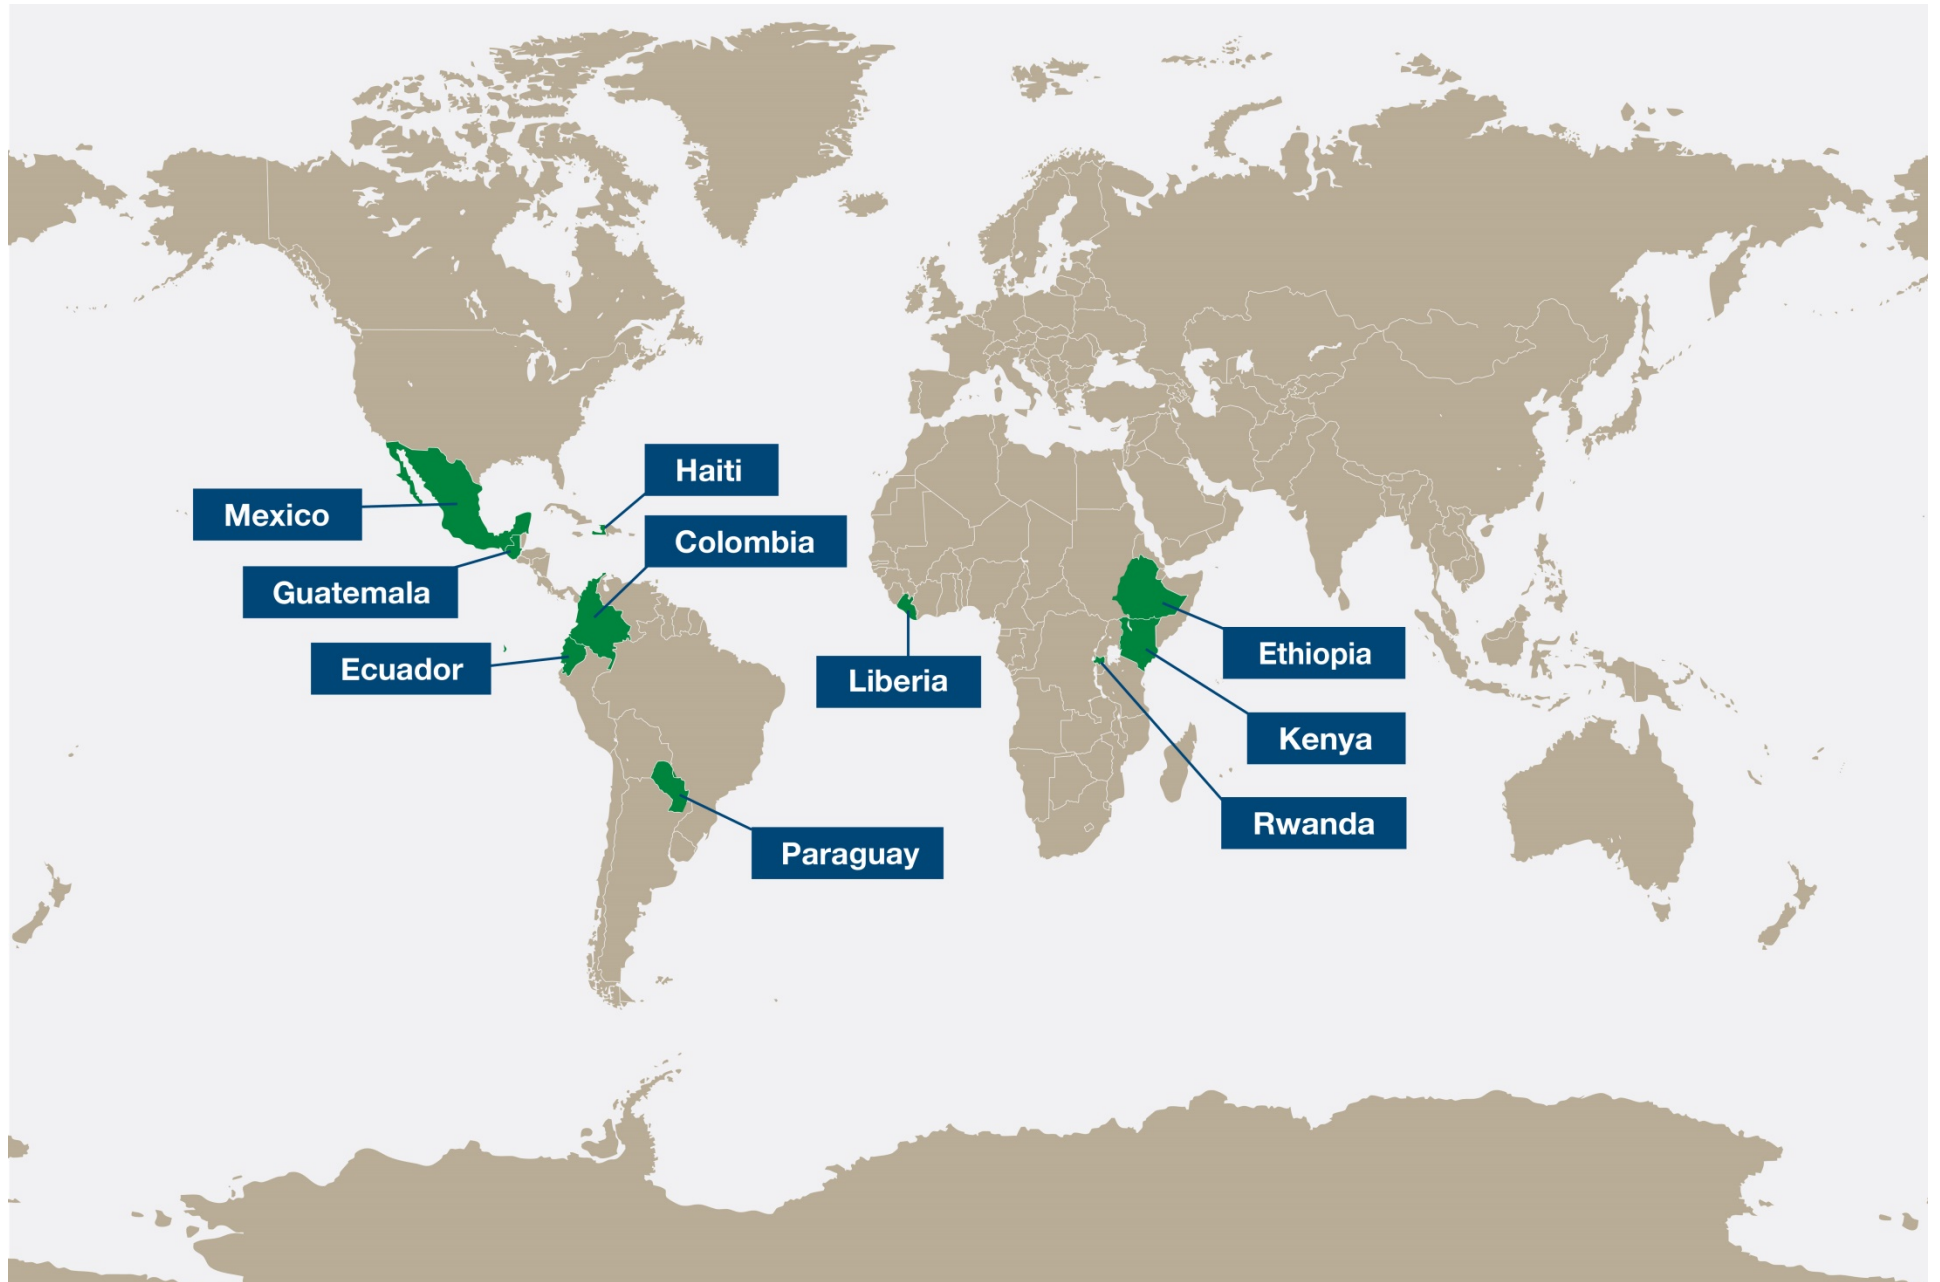 Haiti
Mexico
Colombia
Guatemala
Ecuador
Ethiopia
Liberia
Kenya
Rwanda
Paraguay